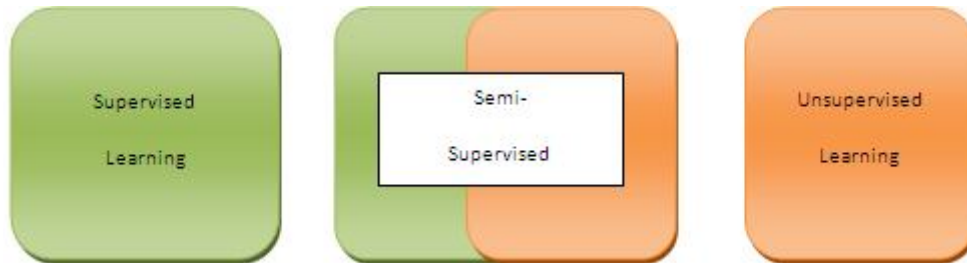 Supervised
Learning
Semi-
Supervised
Unsupervised
Learning